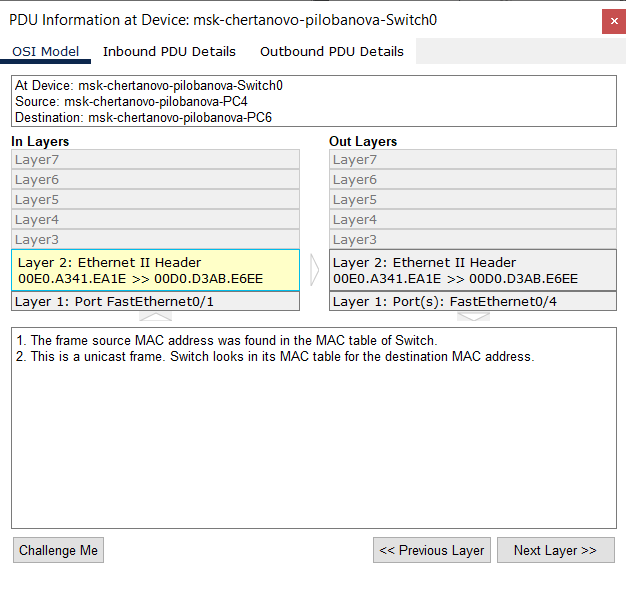 PDU Information at Device: msk-chertanovo-pilobanova-Switch0
OSI Model Inbound PDU Details Outbound PDU Details
At Device: msk-chertanovo-pilobanova-Switch0
Source: msk-chertanovo-pilobanova-PC4
Destination: msk-chertanovo-pilobanova-PC6
In Layers
Layer7
Layer6
Layer5
Layer4
Layer3
Layer 2: Ethernet II Header
00E0.A341.EA1E >> 00D0.D3AB.E6EE
Layer 1: Port FastEthernet0/1
Out Layers
Layer7
Layer6
Layer5
Layer4
Layer3
Layer 2: Ethernet II Header
00E0.A341.EA1E >> 00D0.D3AB.E6EE
Layer 1: Port(s): FastEthernet0/4
1. The frame source MAC address was found in the MAC table of Switch.
2. This is a unicast frame. Switch looks in its MAC table for the destination MAC address.
Challenge Me
<< Previous Layer
Next Layer >>